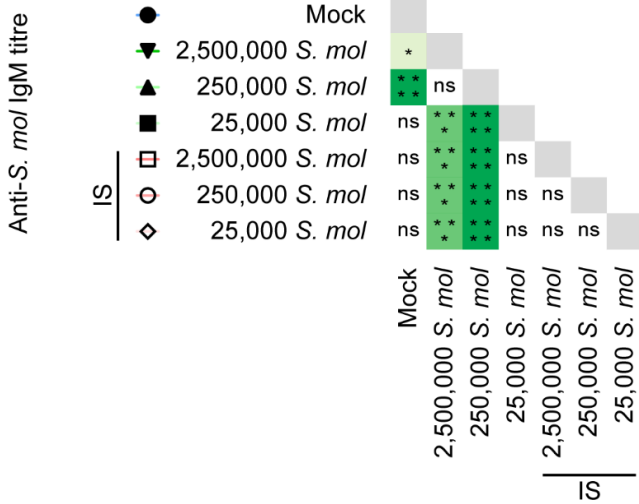 Anti-S. mol IgM titre
IS
Mock
2,500,000 S. mol *
250,000 S. mol * * * * ns
25,000 S. mol ns * * * * * * *
2,500,000 S. mol ns * * * * * * * ns
250,000 S. mol ns * * * * * * * ns ns
25,000 S. mol ns * * * * * * * ns ns ns
Mock
2,500,000 S. mol
250,000 S. mol
25,000 S. mol
2,500,000 S. mol
250,000 S. mol
25,000 S. mol
IS